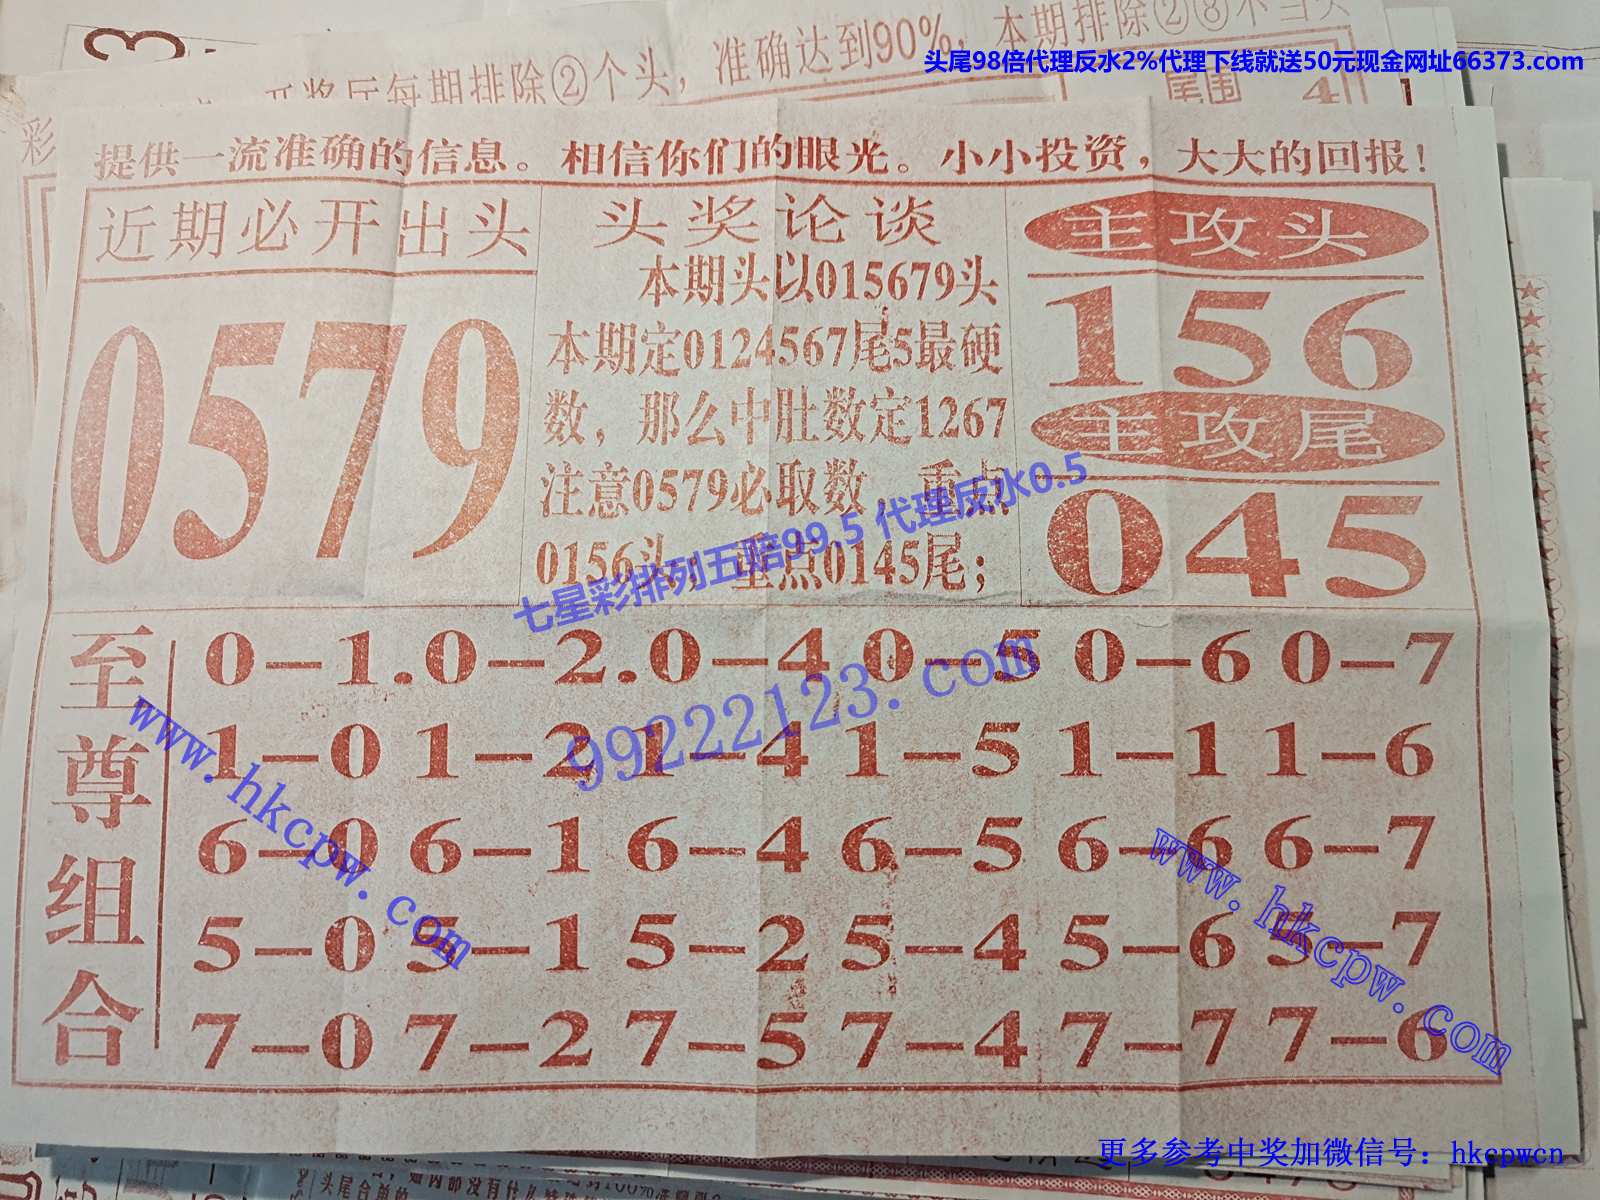 开奖厅每期排除②个头，准确达到90%，本期排除②⑧不当头
头尾98倍代理反水2%代理下线就送50元现金网址66373.com
尾围 4
彩
提供一流准确的信息。相信你们的眼光。小小投资，大大的回报！
近期必开出头
0579
头奖论谈
本期头以015679头
本期定0124567尾5最硬
数，那么中肚数定1267
注意0579必取数，重点
0156头；重点0145尾；
主攻头
156
主攻尾
045
七星彩排列五赔99.5 代理反水0.5
99222123.com
至尊组合
0-1.0-2.0-4 0-5 0-6 0-7
1-0 1-2 1-4 1-5 1-1 1-6
6-0 6-1 6-4 6-5 6-6 6-7
5-0 5-1 5-2 5-4 5-6 5-7
7-0 7-2 7-5 7-4 7-7 7-6
www.hkcpw.com
www.hkcpw.com
更多参考中奖加微信号：hkcpwcn